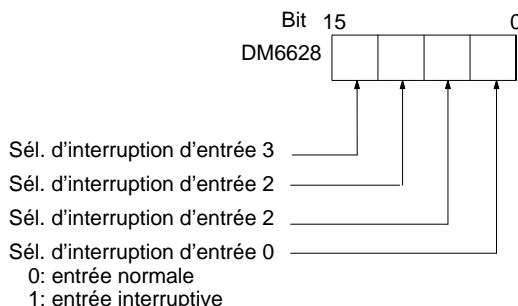 Bit 15 0
DM6628
Sél. d'interruption d'entrée 3
Sél. d'interruption d'entrée 2
Sél. d'interruption d'entrée 2
Sél. d'interruption d'entrée 0
0: entrée normale
1: entrée interruptive